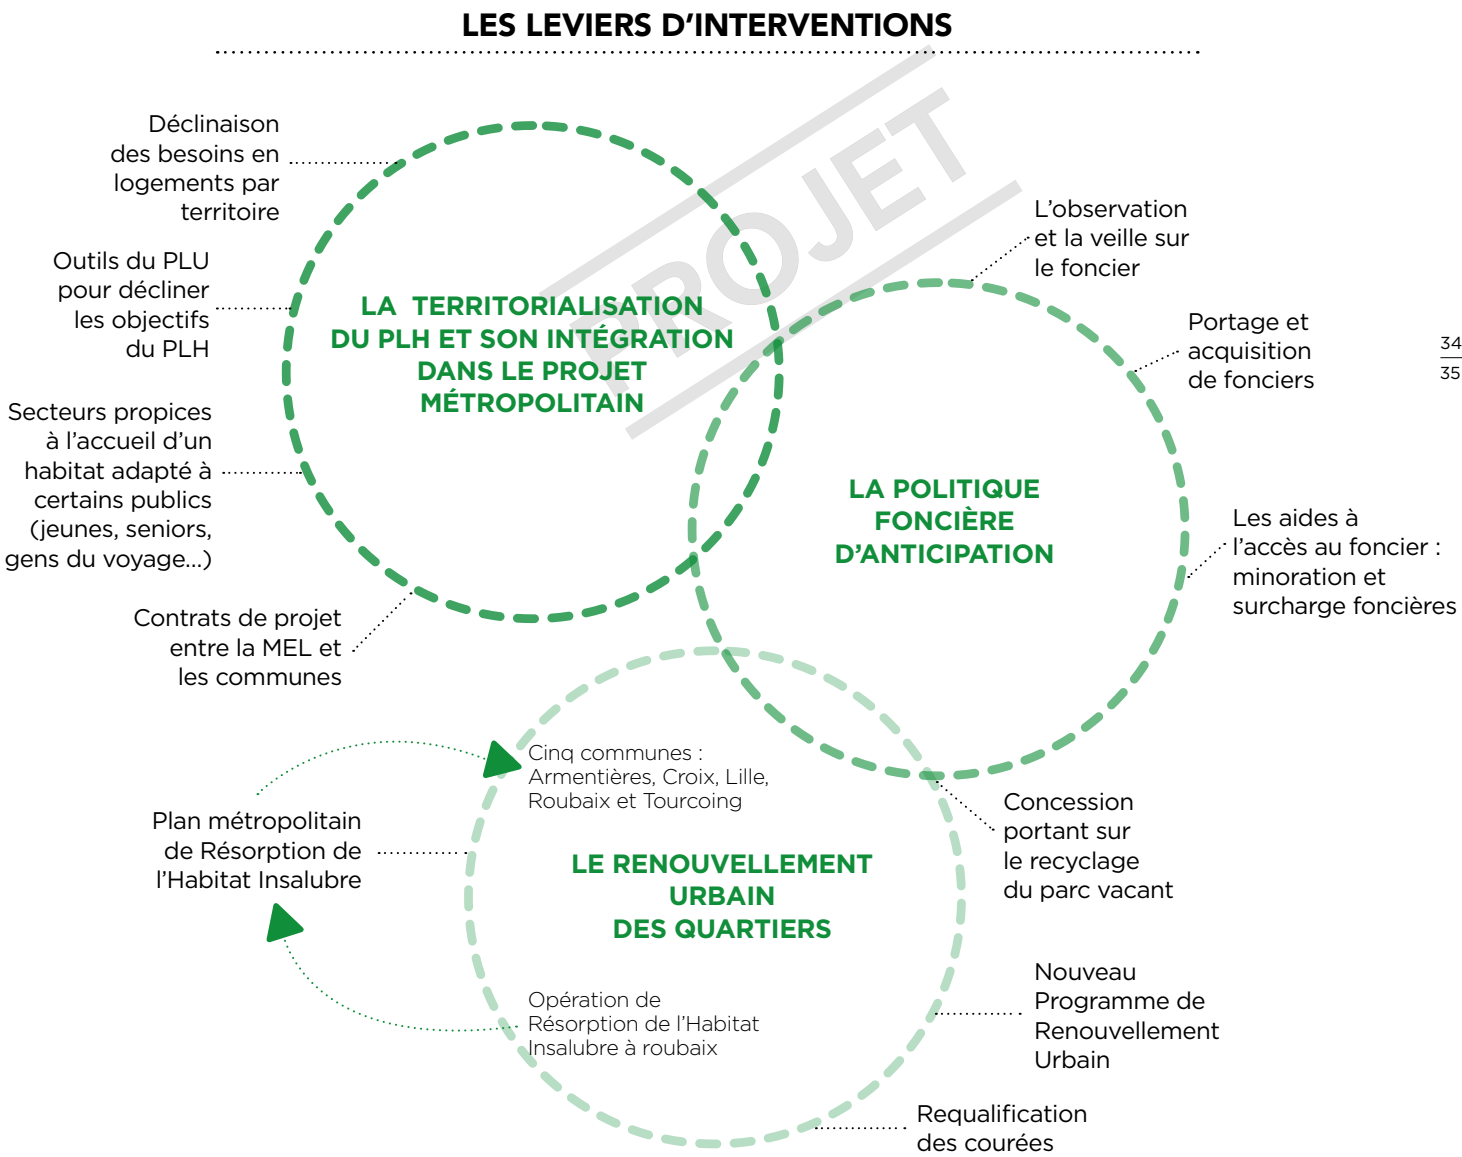 LES LEVIERS D'INTERVENTIONS
PROJET
Déclinaison
des besoins en
logements par
territoire
Outils du PLU
pour décliner
les objectifs
du PLH
Secteurs propices
à l'accueil d'un
habitat adapté à
certains publics
(jeunes, seniors,
gens du voyage...)
Contrats de projet
entre la MEL et
les communes
LA TERRITORIALISATION
DU PLH ET SON INTÉGRATION
DANS LE PROJET
MÉTROPOLITAIN
L'observation
et la veille sur
le foncier
Portage et
acquisition
de fonciers
34
35
LA POLITIQUE
FONCIÈRE
D'ANTICIPATION
Les aides à
l'accès au foncier :
minoration et
surcharge foncières
Cinq communes :
Armentières, Croix, Lille,
Roubaix et Tourcoing
Plan métropolitain
de Résorption de
l'Habitat Insalubre
LE RENOUVELLEMENT
URBAIN
DES QUARTIERS
Concession
portant sur
le recyclage
du parc vacant
Opération de
Résorption de l'Habitat
Insalubre à roubaix
Nouveau
Programme de
Renouvellement
Urbain
Requalification
des courées